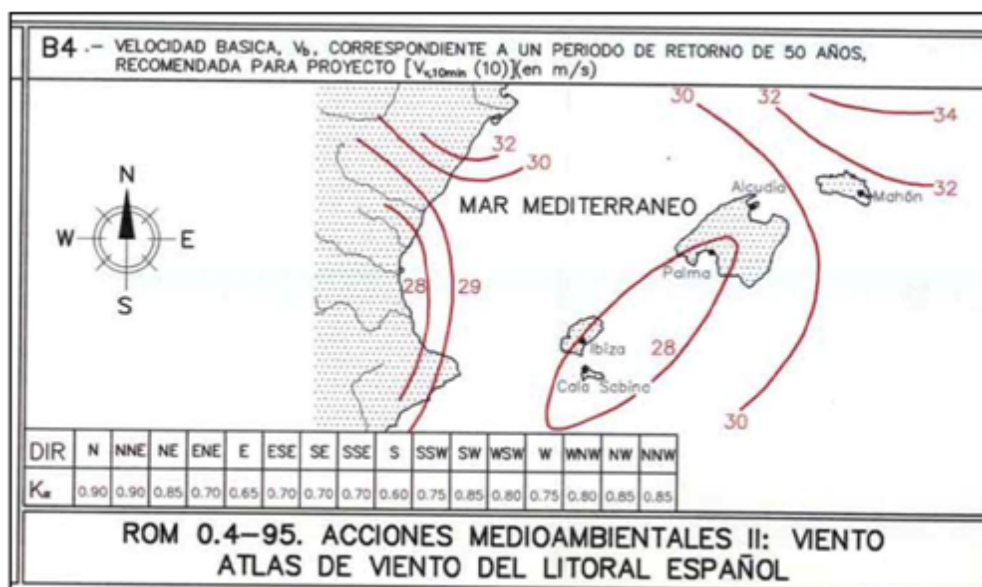 B4 .- VELOCIDAD BASICA, Vb, CORRESPONDIENTE A UN PERIODO DE RETORNO DE 50 AÑOS,
RECOMENDADA PARA PROYECTO [Vv,10min (10)](en m/s)
30
32
34
32
30
Alcudia
Mahón
32
MAR MEDITERRANEO
N
W
E
S
Palma
28
29
Ibiza
28
Cala Sabina
30
DIR N NNE NE ENE E ESE SE SSE S SSW SW WSW W WNW NW NNW
Kα 0.90 0.90 0.85 0.70 0.65 0.70 0.70 0.70 0.60 0.75 0.85 0.80 0.75 0.80 0.85 0.85
ROM 0.4-95. ACCIONES MEDIOAMBIENTALES II: VIENTO
ATLAS DE VIENTO DEL LITORAL ESPAÑOL